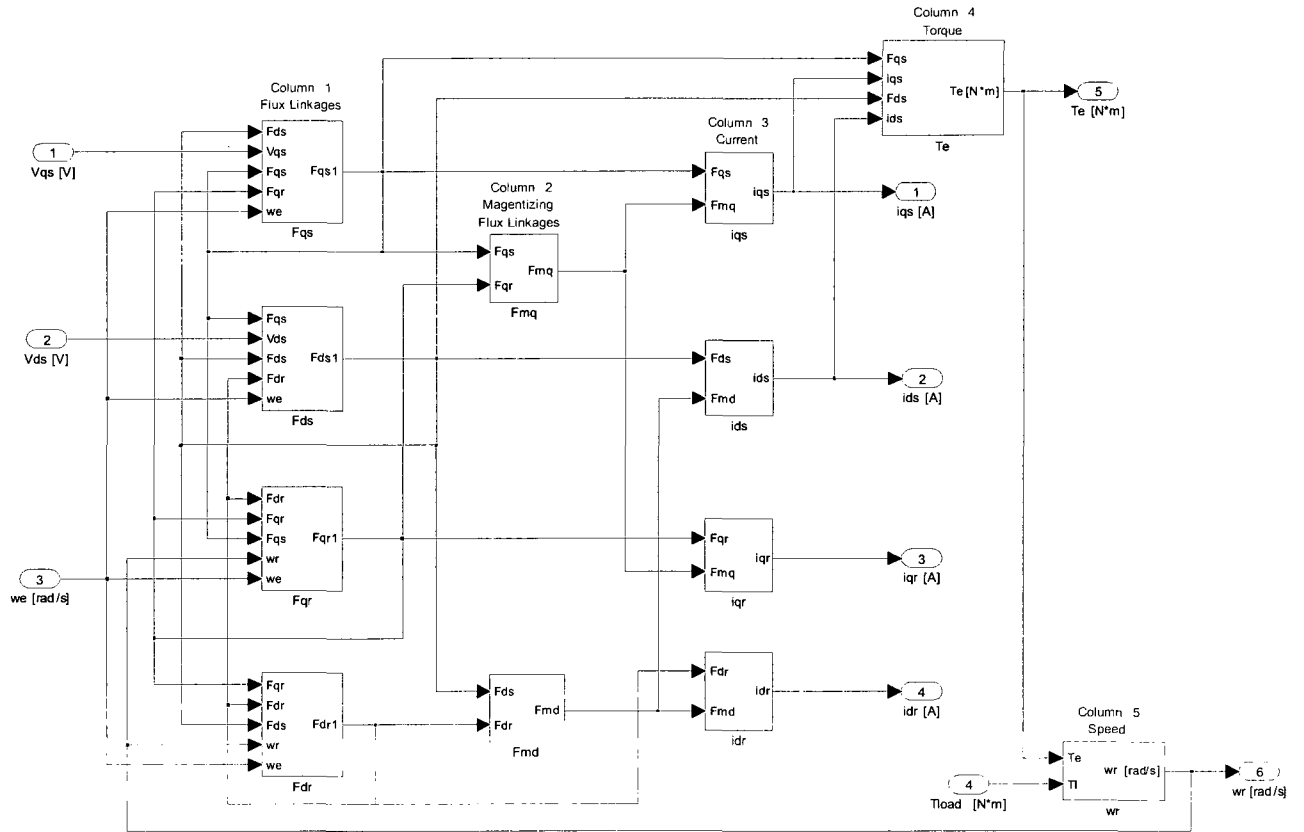 Column 4
Torque
Fqs
iqs
Fds
ids
Te [N*m]
Te
5
Te [N*m]
Column 1
Flux Linkages
Fds
Vqs
Fqs
Fqr
we
Fqs1
Fqs
1
Vqs [V]
Column 3
Current
Fqs
Fmq
iqs
iqs
1
iqs [A]
Column 2
Magentizing
Flux Linkages
Fqs
Fqr
Fmq
Fmq
2
Vds [V]
Fqs
Vds
Fds
Fdr
we
Fds1
Fds
Fds
Fmd
ids
ids
2
ids [A]
3
we [rad/s]
Fdr
Fqr
Fqs
wr
we
Fqr1
Fqr
Fqr
Fmq
iqr
iqr
3
iqr [A]
Fqr
Fdr
Fds
wr
we
Fdr1
Fdr
Fds
Fdr
Fmd
Fmd
Fdr
Fmd
idr
idr
4
idr [A]
Column 5
Speed
Te
Tl
wr [rad/s]
wr
4
Tload [N*m]
6
wr [rad/s]